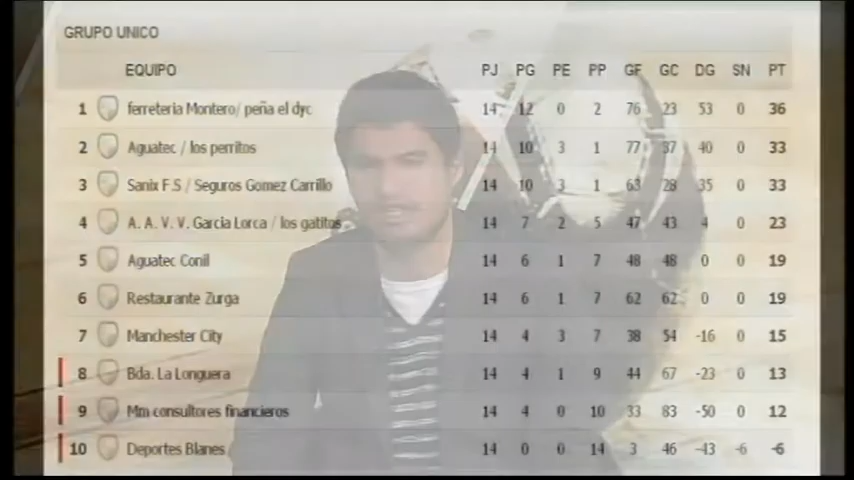 GRUPO UNICO
EQUIPO PJ PG PE PP GF GC DG SN PT
1 ferreteria Montero/ peña el dyc 14 12 0 2 76 23 53 0 36
2 Aguatec / los perritos 14 10 3 1 77 37 40 0 33
3 Sanix F.S / Seguros Gomez Carrillo 14 10 3 1 63 28 35 0 33
4 A. A. V. V. Garcia Lorca / los gatitos 14 7 2 5 47 43 4 0 23
5 Aguatec Conil 14 6 1 7 48 48 0 0 19
6 Restaurante Zurga 14 6 1 7 62 62 0 0 19
7 Manchester City 14 4 3 7 38 54 -16 0 15
8 Bda. La Longuera 14 4 1 9 44 67 -23 0 13
9 Mm consultores financieros 14 4 0 10 33 83 -50 0 12
10 Deportes Blanes 14 0 0 14 3 46 -43 -6 -6